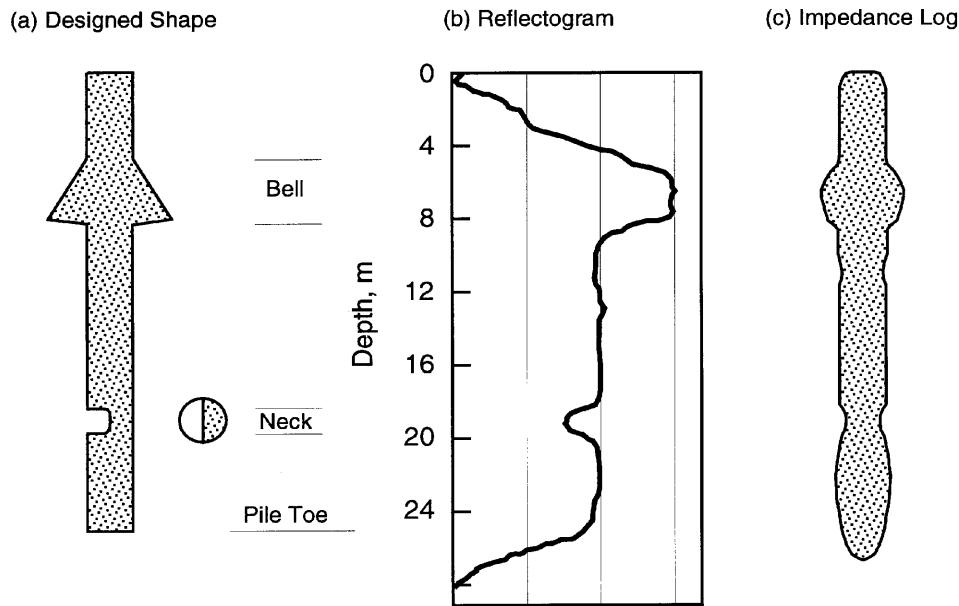 (a) Designed Shape
(b) Reflectogram
(c) Impedance Log
Bell
Neck
Pile Toe
Depth, m
0
4
8
12
16
20
24